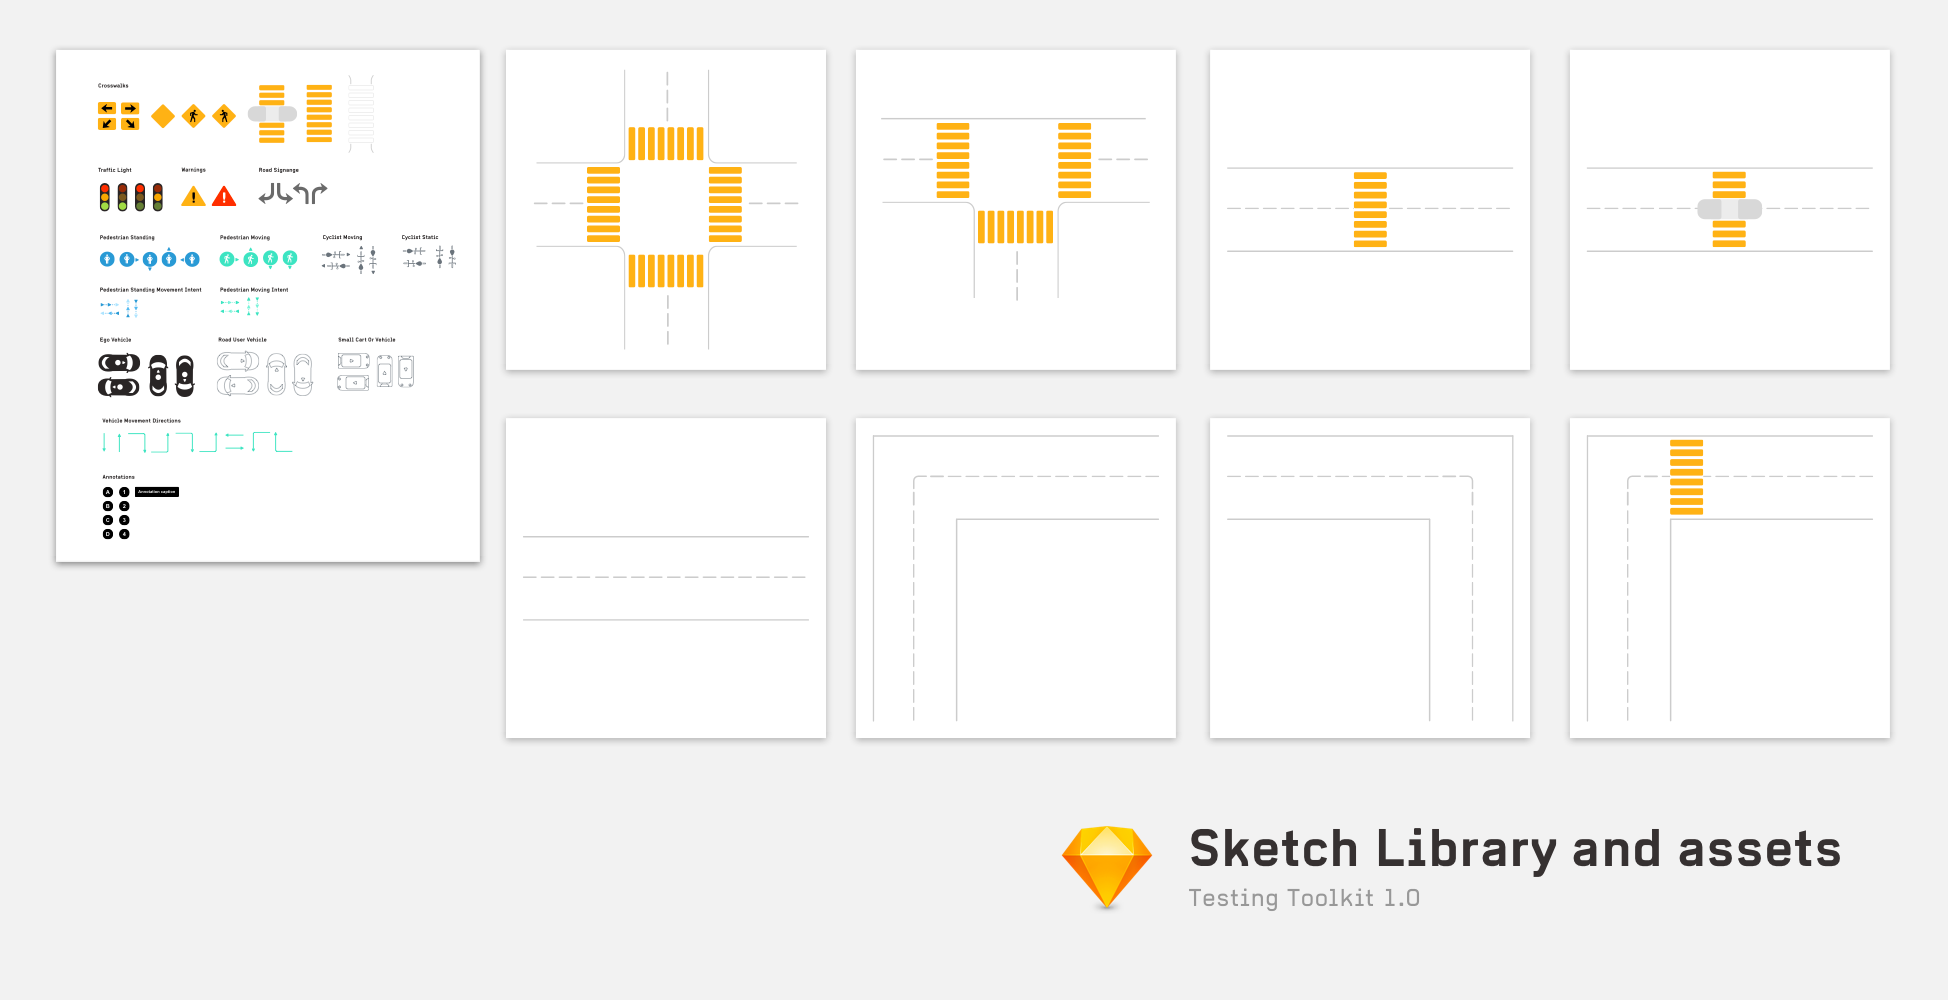 Crosswalks
Traffic Light
Warnings
Road Signange
Pedestrian Standing
Pedestrian Moving
Cyclist Moving
Cyclist Static
Pedestrian Standing Movement Intent
Pedestrian Moving Intent
Ego Vehicle
Road User Vehicle
Small Cart Or Vehicle
Vehicle Movement Directions
Annotations
A 1 Annotation caption
B 2
C 3
D 4
Sketch Library and assets
Testing Toolkit 1.0